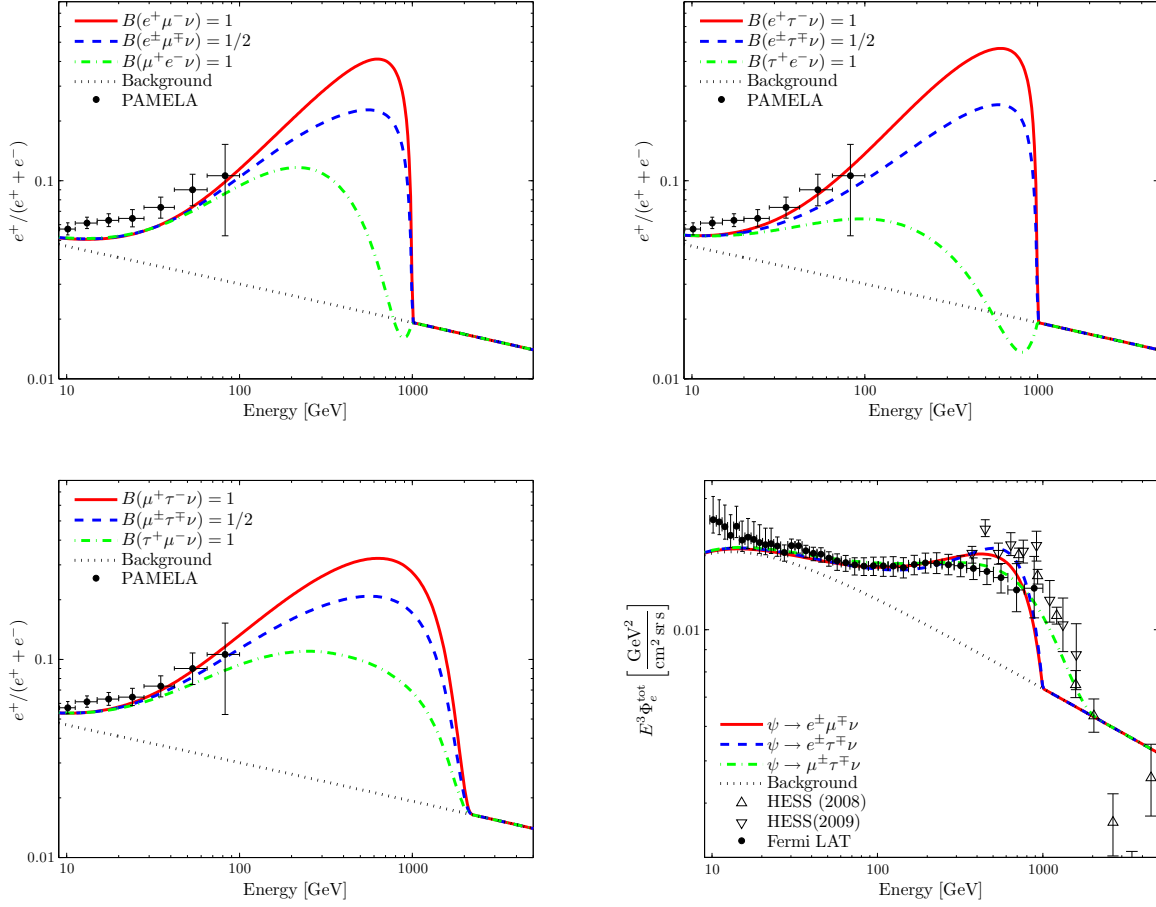 B(e⁺μ⁻ν) = 1
B(e^±μ^∓ν) = 1/2
B(μ⁺e⁻ν) = 1
Background
PAMELA
0.1
0.01
e⁺/(e⁺ + e⁻)
10 100 1000
Energy [GeV]
B(e⁺τ⁻ν) = 1
B(e^±τ^∓ν) = 1/2
B(τ⁺e⁻ν) = 1
Background
PAMELA
0.1
0.01
e⁺/(e⁺ + e⁻)
10 100 1000
Energy [GeV]
B(μ⁺τ⁻ν) = 1
B(μ^±τ^∓ν) = 1/2
B(τ⁺μ⁻ν) = 1
Background
PAMELA
0.1
0.01
e⁺/(e⁺ + e⁻)
10 100 1000
Energy [GeV]
0.01
E³Φ_e^tot [GeV²/(cm² sr s)]
ψ → e^±μ^∓ν
ψ → e^±τ^∓ν
ψ → μ^±τ^∓ν
Background
HESS (2008)
HESS(2009)
Fermi LAT
10 100 1000
Energy [GeV]